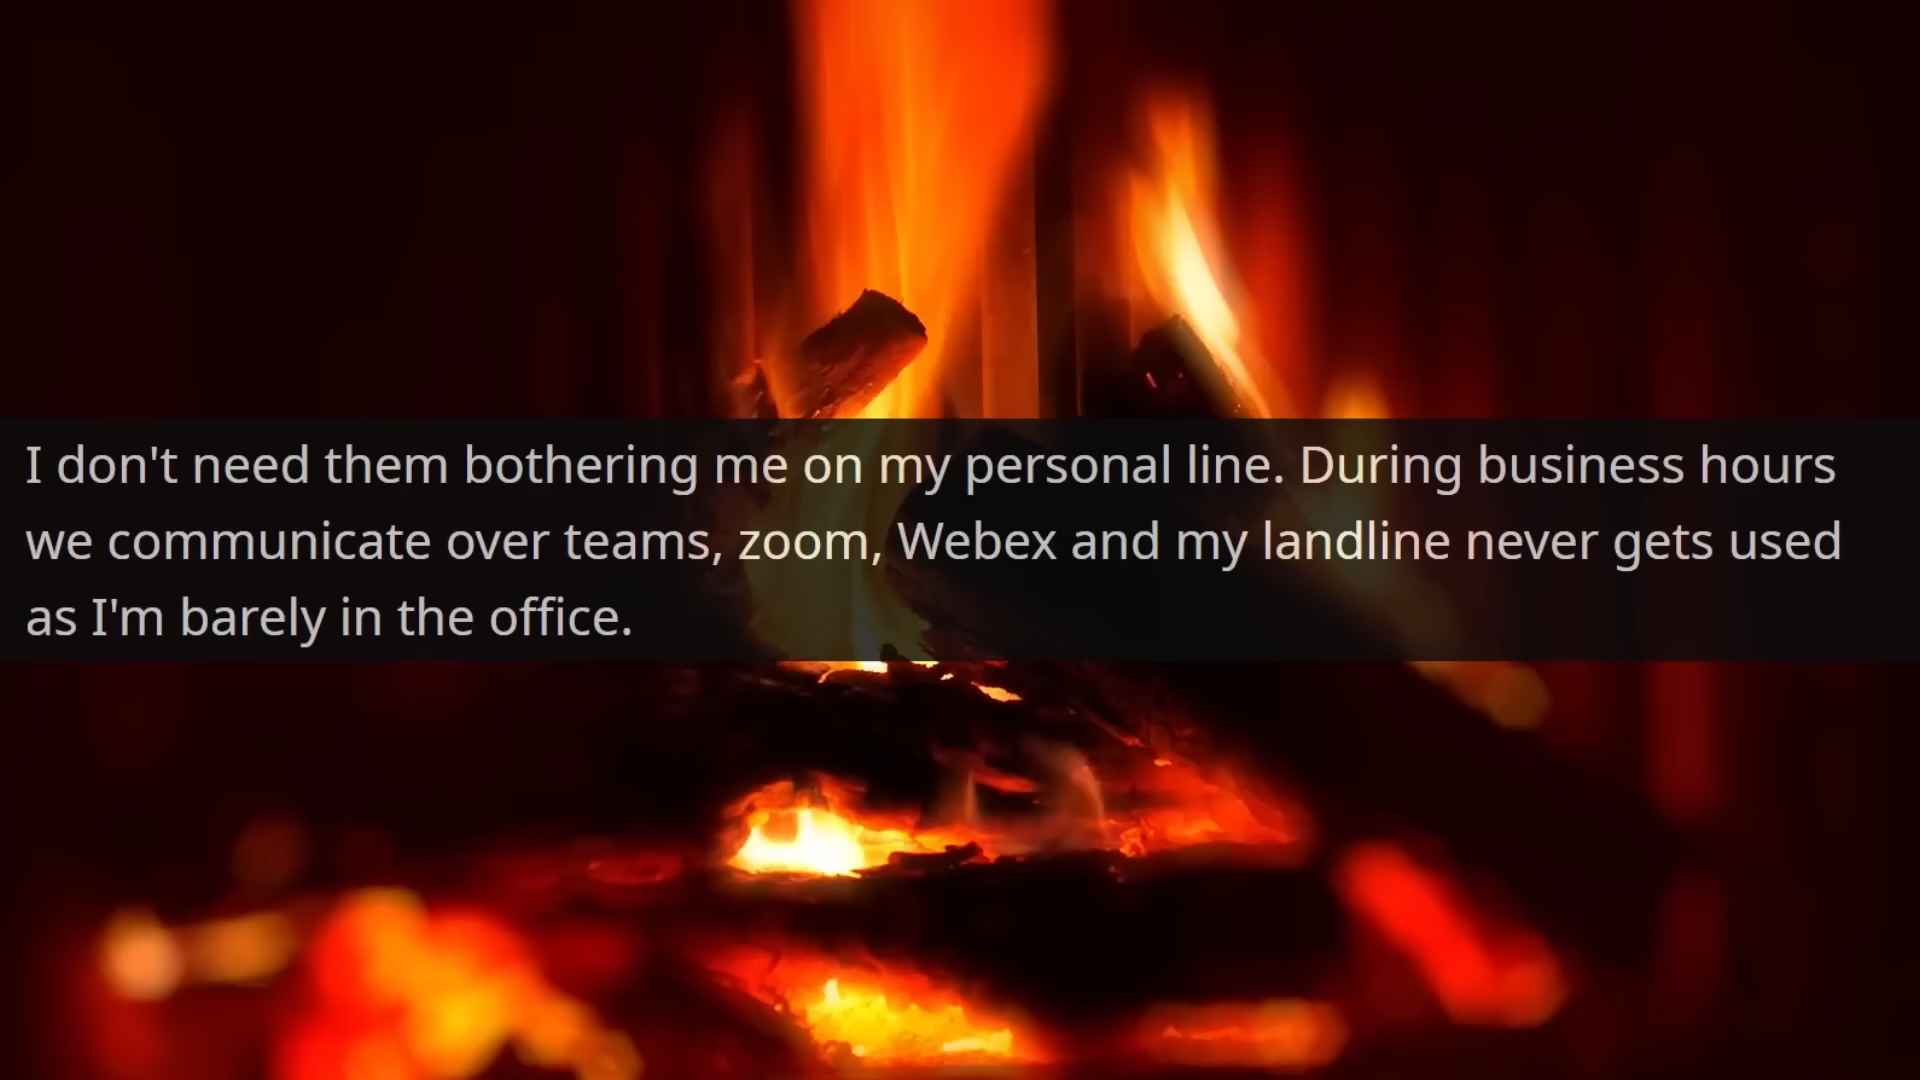 I don't need them bothering me on my personal line. During business hours
we communicate over teams, zoom, Webex and my landline never gets used
as I'm barely in the office.